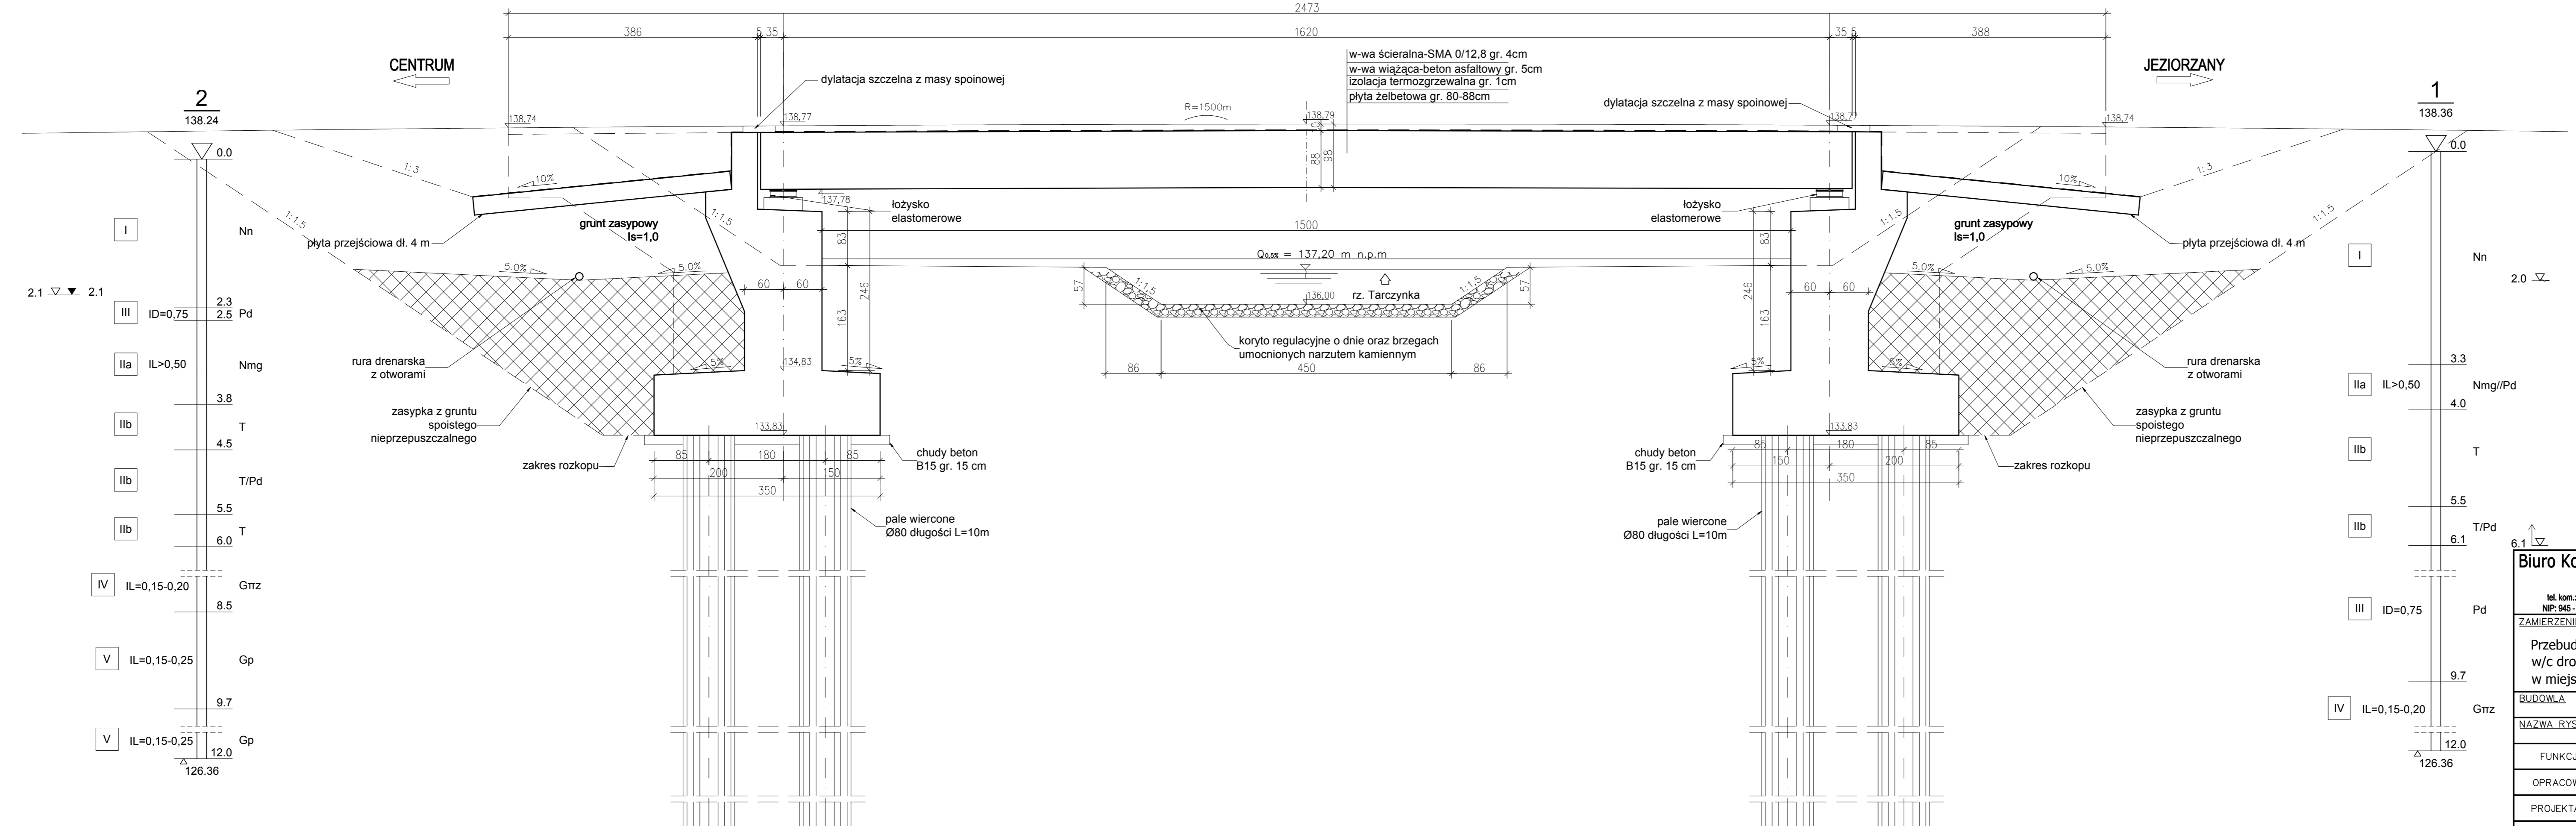 2473
386
5
35
1620
35
5
388
CENTRUM
JEZIORZANY
dylatacja szczelna z masy spoinowej
w-wa ścieralna-SMA 0/12,8 gr. 4cm
w-wa wiążąca-beton asfaltowy gr. 5cm
izolacja termozgrzewalna gr. 1cm
płyta żelbetowa gr. 80-88cm
dylatacja szczelna z masy spoinowej
R=1500m
138,74
138,77
138,79
138,77
138,74
88
98
2
138.24
0.0
I
Nn
2.1
2.1
2.3
III
ID=0,75
2.5
Pd
IIa
IL>0,50
Nmg
3.8
IIb
T
4.5
IIb
T/Pd
5.5
IIb
T
6.0
IV
IL=0,15-0,20
Gπz
8.5
V
IL=0,15-0,25
Gp
9.7
V
IL=0,15-0,25
Gp
12.0
126.36
1:1.5
1:3
10%
płyta przejściowa dł. 4 m
grunt zasypowy
Is=1,0
1:1.5
5.0%
5.0%
rura drenarska
z otworami
zasypka z gruntu
spoistego
nieprzepuszczalnego
zakres rozkopu
60
60
5%
134,83
5%
133,83
137,78
łożysko
elastomerowe
83
246
163
85
180
85
200
150
350
chudy beton
B15 gr. 15 cm
pale wiercone
Ø80 długości L=10m
1500
Q0,5% = 137,20 m n.p.m
136,00
rz. Tarczynka
57
1:1.5
1:1.5
57
koryto regulacyjne o dnie oraz brzegach
umocnionych narzutem kamiennym
86
450
86
łożysko
elastomerowe
83
246
163
60
60
5%
5%
133,83
chudy beton
B15 gr. 15 cm
85
180
85
150
200
350
pale wiercone
Ø80 długości L=10m
1:1.5
10%
1:3
1:1.5
grunt zasypowy
Is=1,0
płyta przejściowa dł. 4 m
5.0%
5.0%
rura drenarska
z otworami
zasypka z gruntu
spoistego
nieprzepuszczalnego
zakres rozkopu
1
138.36
0.0
I
Nn
2.0
3.3
IIa
IL>0,50
Nmg//Pd
4.0
IIb
T
5.5
IIb
T/Pd
6.1
6.1
III
ID=0,75
Pd
9.7
IV
IL=0,15-0,20
Gπz
12.0
126.36
Biuro Ko
tel. kom.:
NIP: 945 -
ZAMIERZENI
Przebud
w/c dro
w miejs
BUDOWLA
NAZWA RYS
FUNKCJ
OPRACOW
PROJEKTA